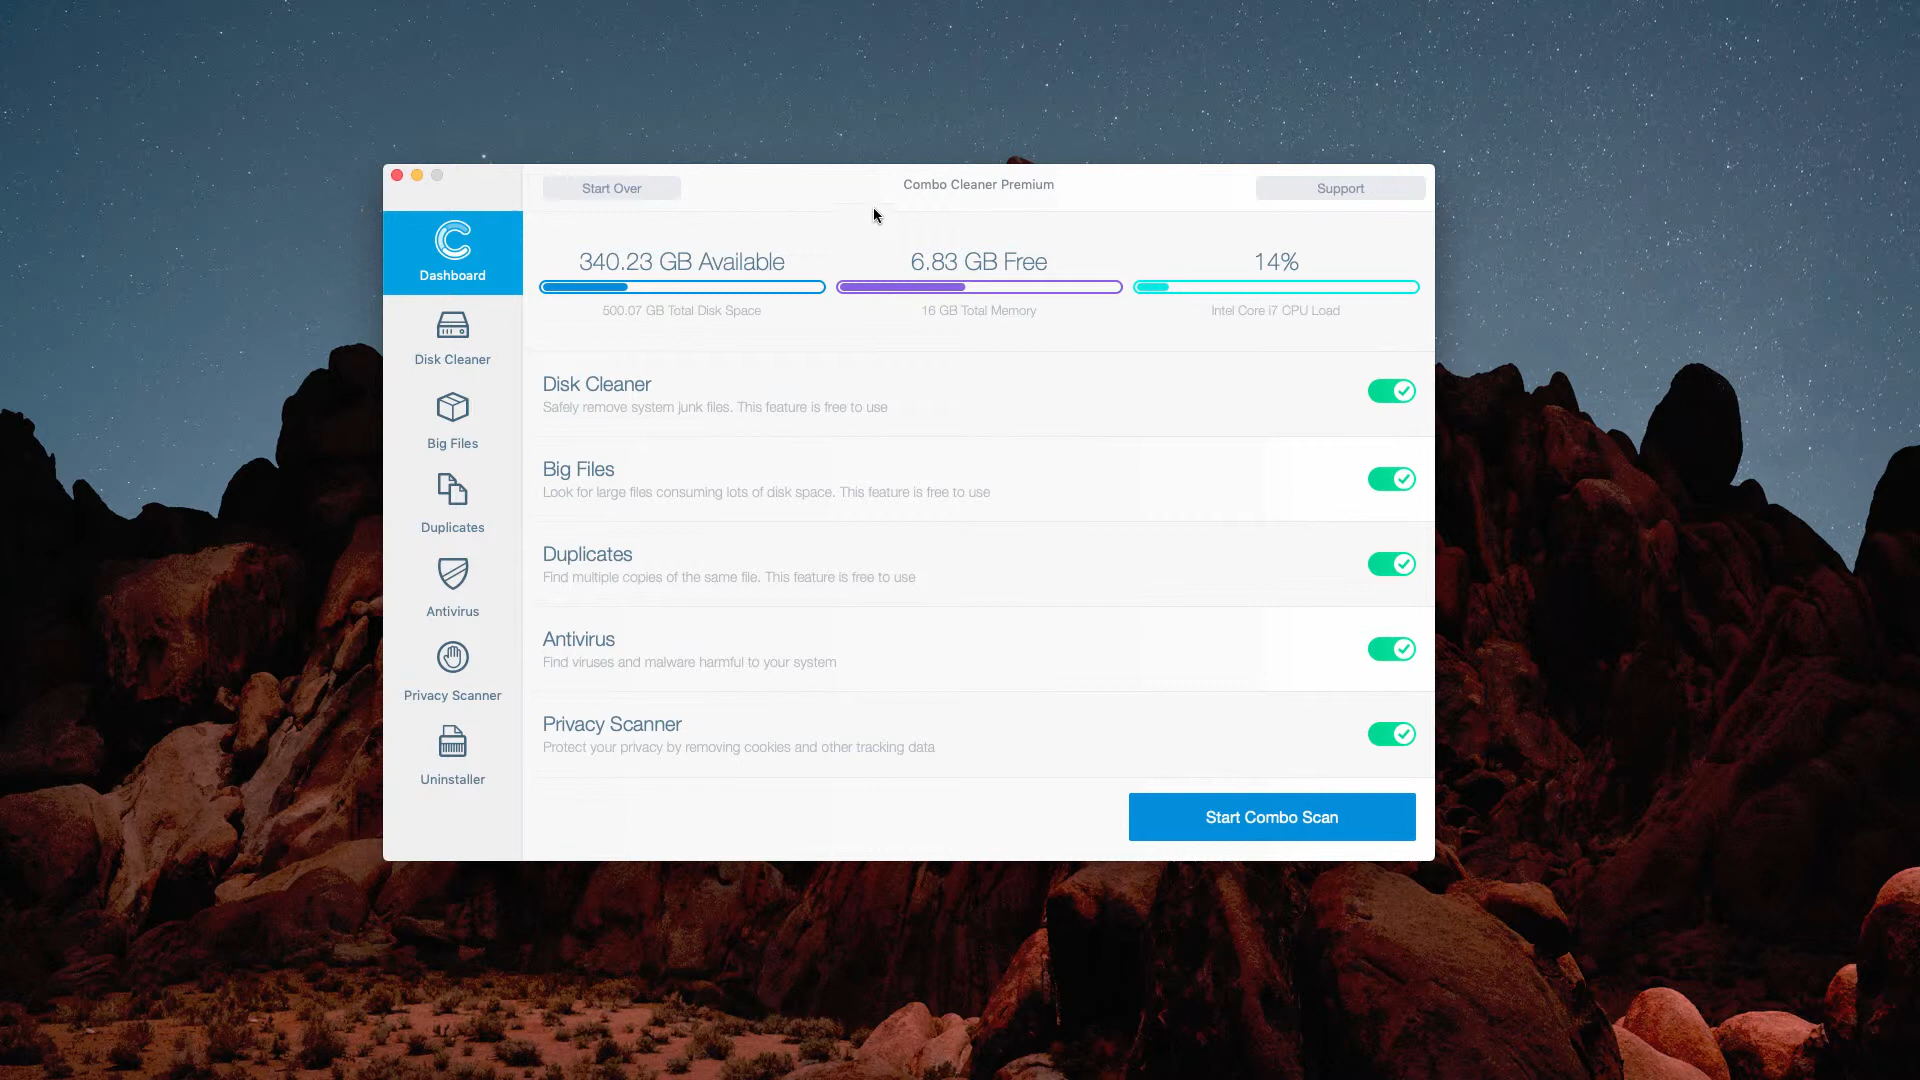 Start Over
Combo Cleaner Premium
Support
Dashboard
Disk Cleaner
Big Files
Duplicates
Antivirus
Privacy Scanner
Uninstaller
340.23 GB Available
500.07 GB Total Disk Space
6.83 GB Free
16 GB Total Memory
14%
Intel Core i7 CPU Load
Disk Cleaner
Safely remove system junk files. This feature is free to use
Big Files
Look for large files consuming lots of disk space. This feature is free to use
Duplicates
Find multiple copies of the same file. This feature is free to use
Antivirus
Find viruses and malware harmful to your system
Privacy Scanner
Protect your privacy by removing cookies and other tracking data
Start Combo Scan